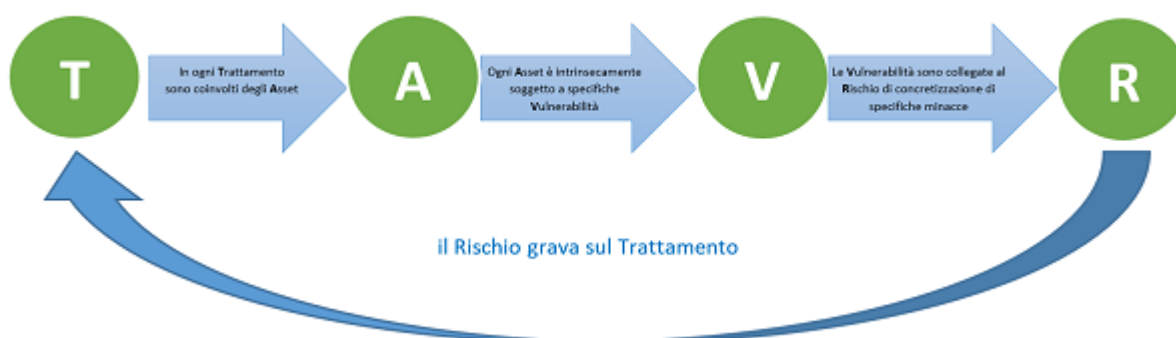 T
In ogni Trattamento
sono coinvolti degli Asset
A
Ogni Asset è intrinsecamente
soggetto a specifiche
Vulnerabilità
V
Le Vulnerabilità sono collegate al
Rischio di concretizzazione di
specifiche minacce
R
il Rischio grava sul Trattamento